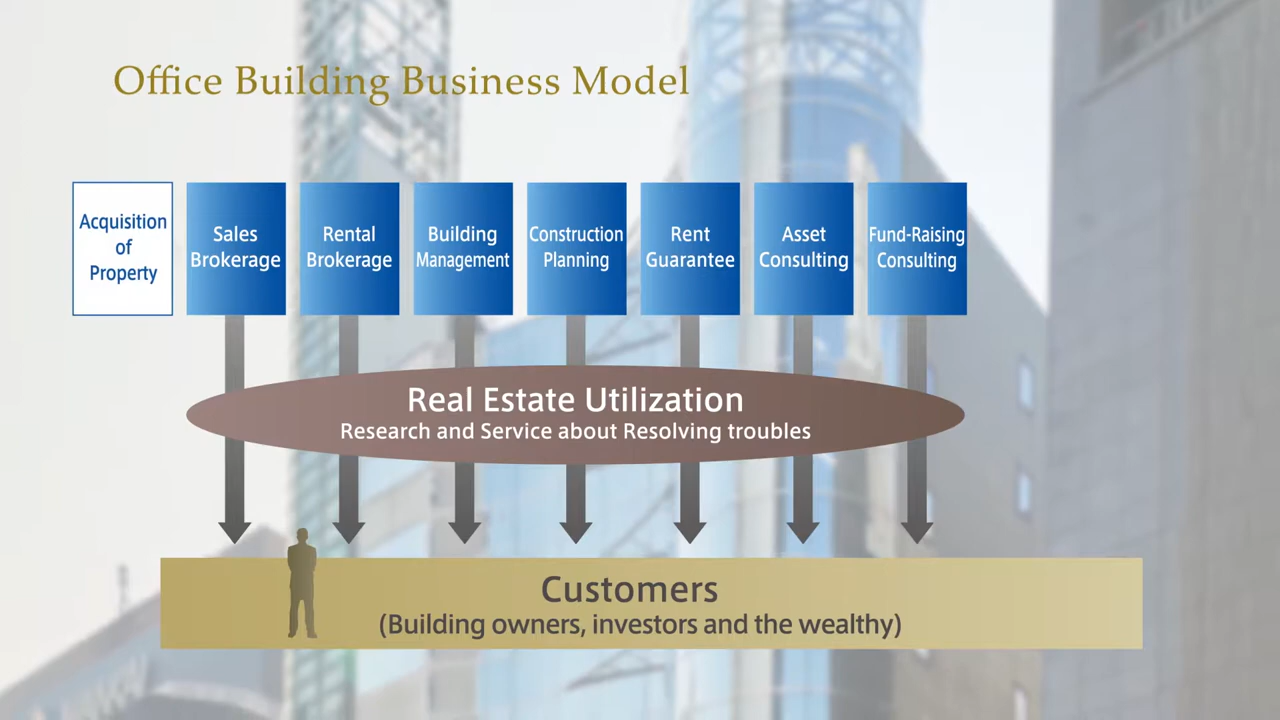 Office Building Business Model
Acquisition
of
Property
Sales
Brokerage
Rental
Brokerage
Building
Management
Construction
Planning
Rent
Guarantee
Asset
Consulting
Fund-Raising
Consulting
Real Estate Utilization
Research and Service about Resolving troubles
Customers
(Building owners, investors and the wealthy)